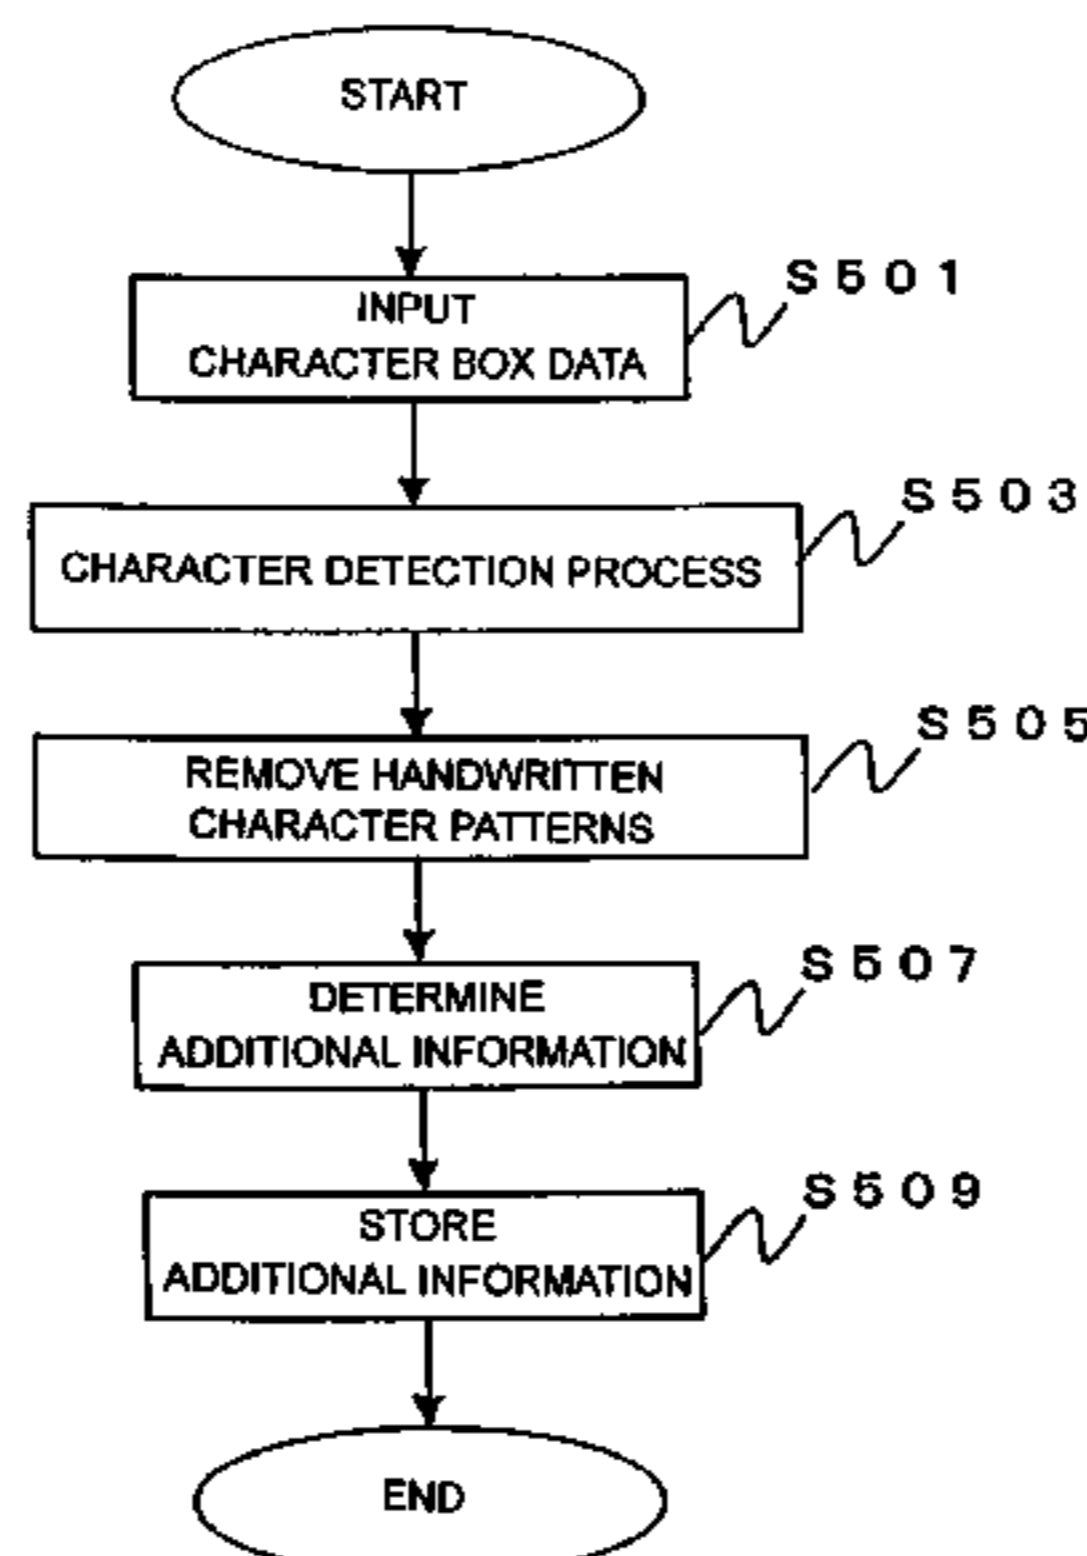 START
S501
INPUT
CHARACTER BOX DATA
S503
CHARACTER DETECTION PROCESS
S505
REMOVE HANDWRITTEN
CHARACTER PATTERNS
S507
DETERMINE
ADDITIONAL INFORMATION
S509
STORE
ADDITIONAL INFORMATION
END